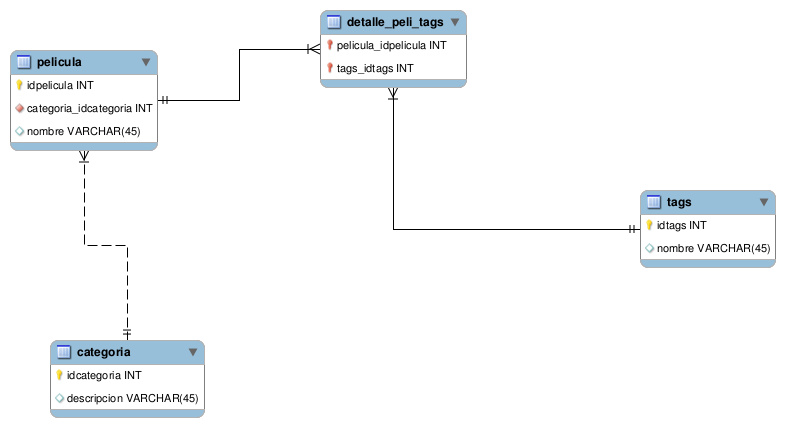 detalle_peli_tags
pelicula_idpelicula INT
tags_idtags INT
pelicula
idpelicula INT
categoria_idcategoria INT
nombre VARCHAR(45)
tags
idtags INT
nombre VARCHAR(45)
categoria
idcategoria INT
descripcion VARCHAR(45)